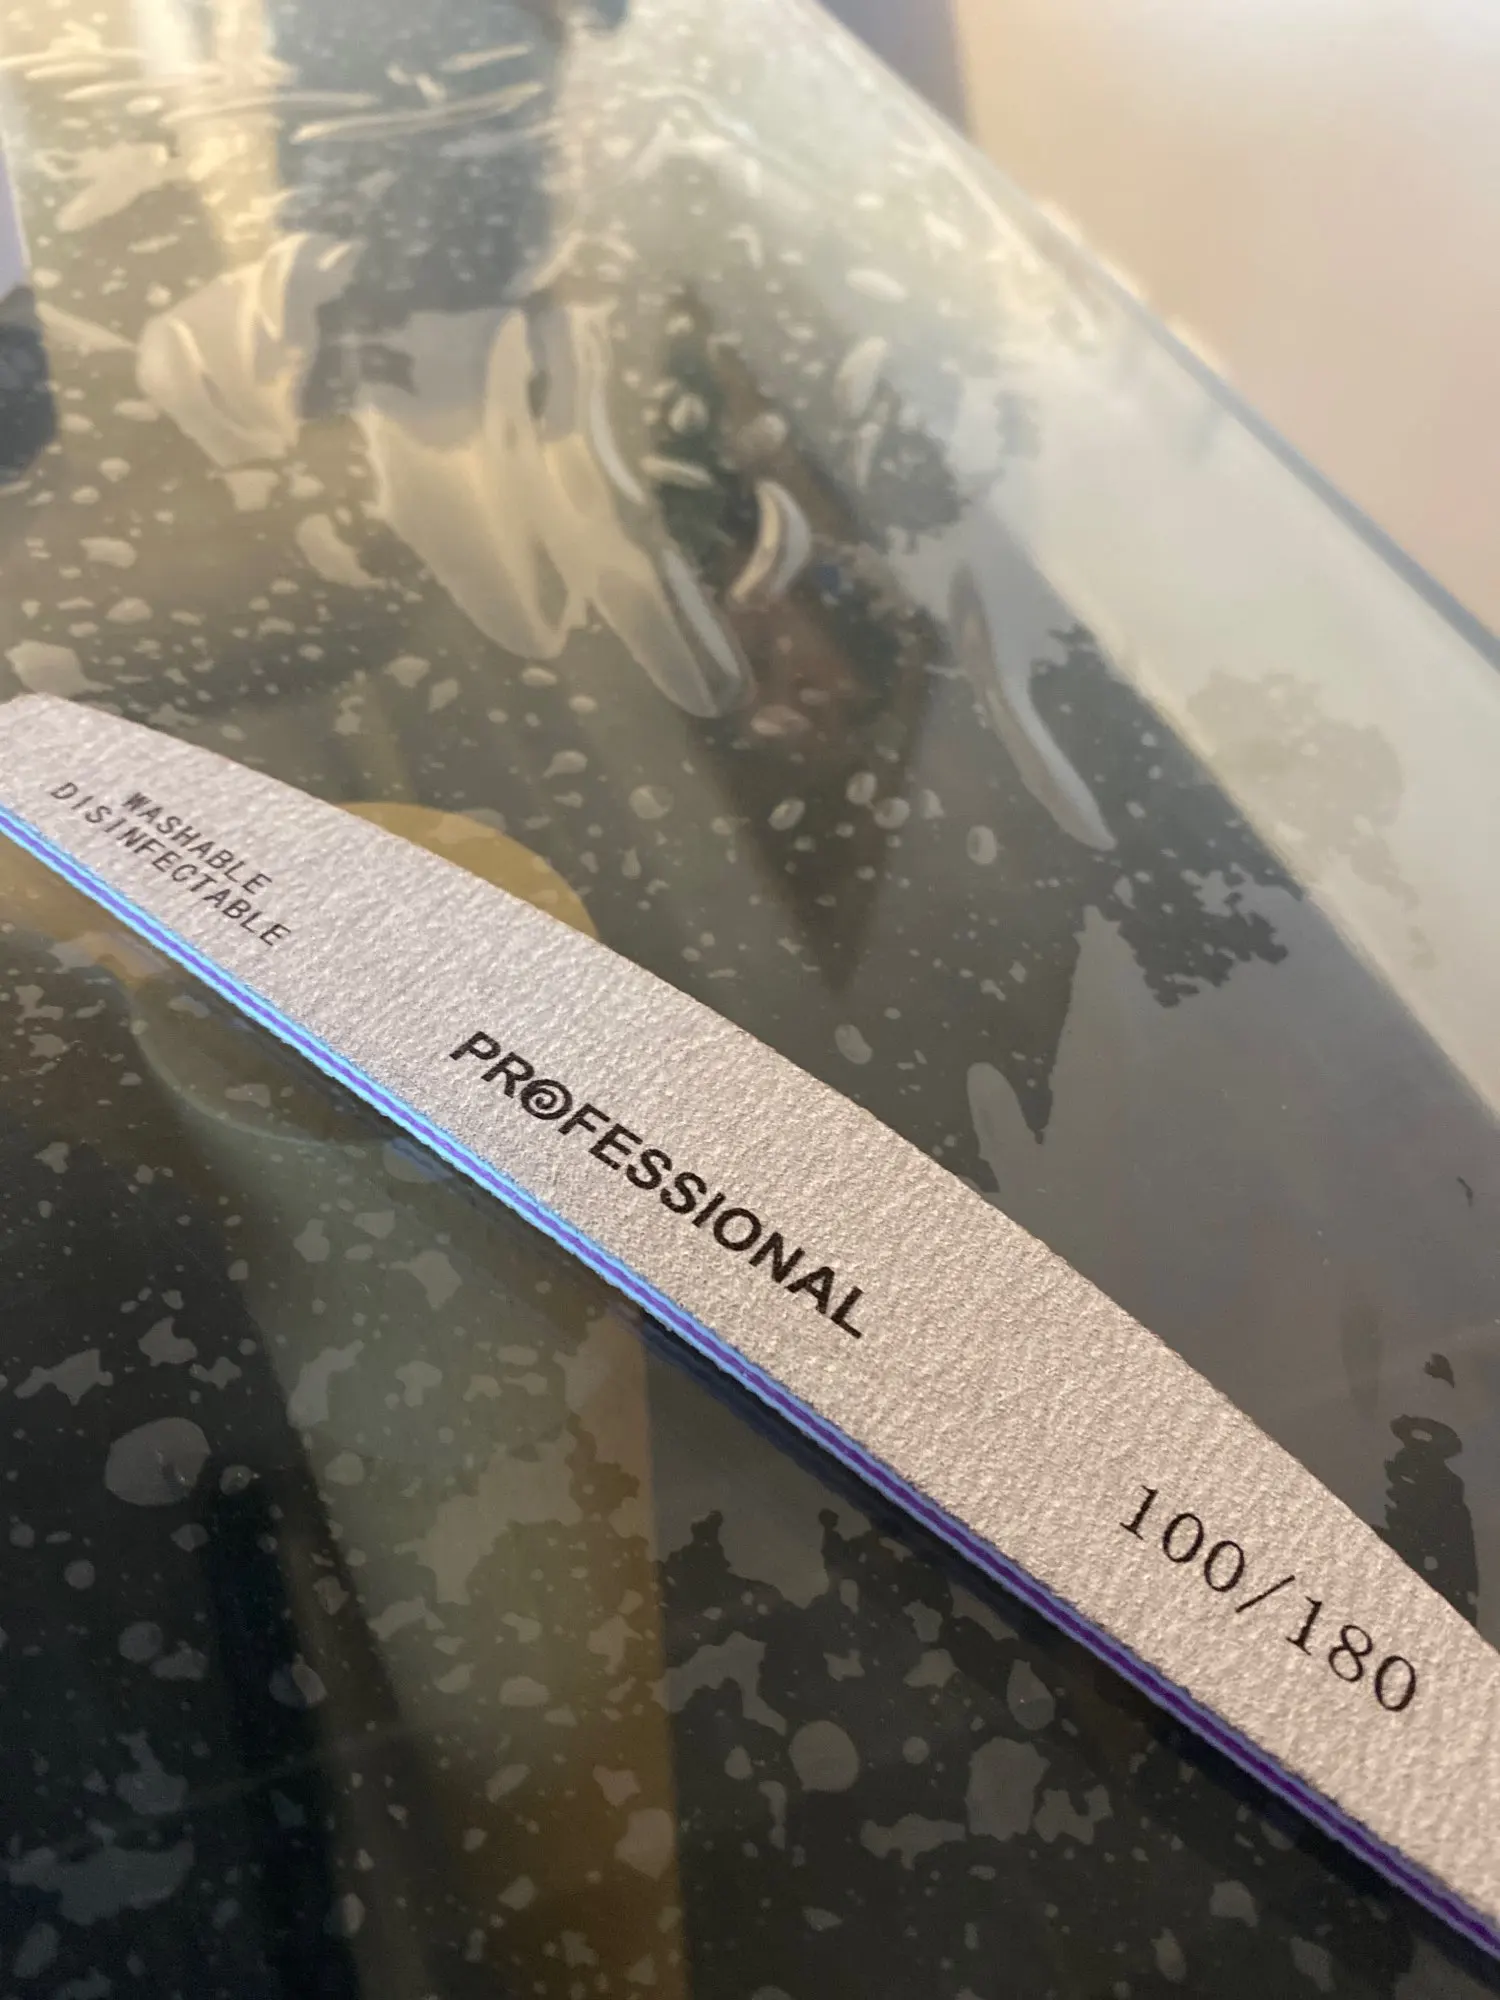 WASHABLE
DISINFECTABLE
PROFESSIONAL
100/180